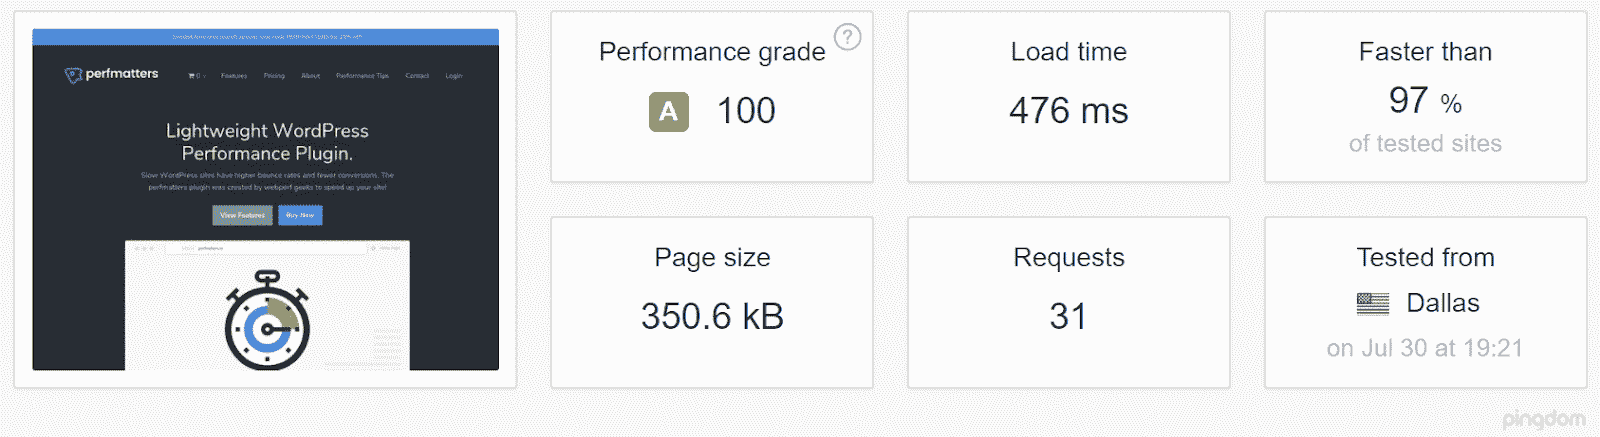 perfmatters
0
Features
Pricing
About
Performance Tips
Contact
Login
Lightweight WordPress
Performance Plugin.
Slow WordPress sites have higher bounce rates and fewer conversions. The
perfmatters plugin was created by webperf geeks to speed up your site!
View Features
Buy Now
Performance grade
?
A 100
Load time
476 ms
Faster than
97 %
of tested sites
Page size
350.6 kB
Requests
31
Tested from
Dallas
on Jul 30 at 19:21
pingdom